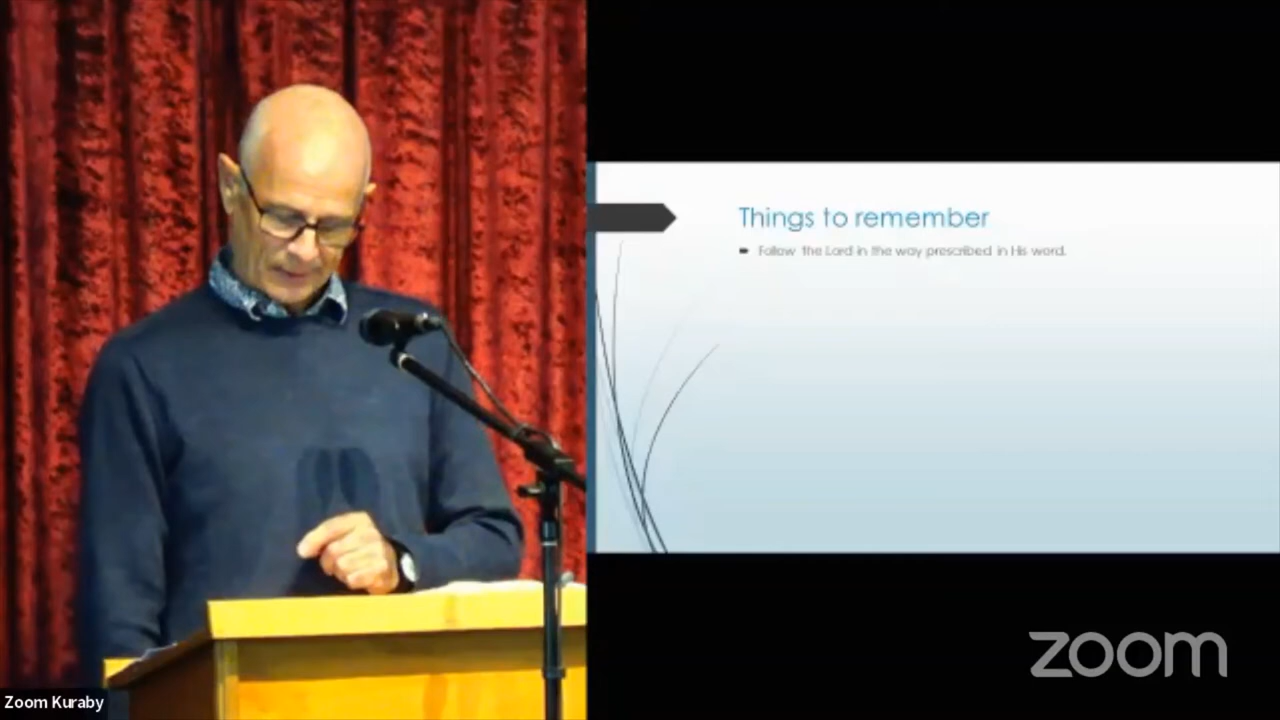 Things to remember
Follow the Lord in the way prescribed in His word.
zoom
Zoom Kuraby